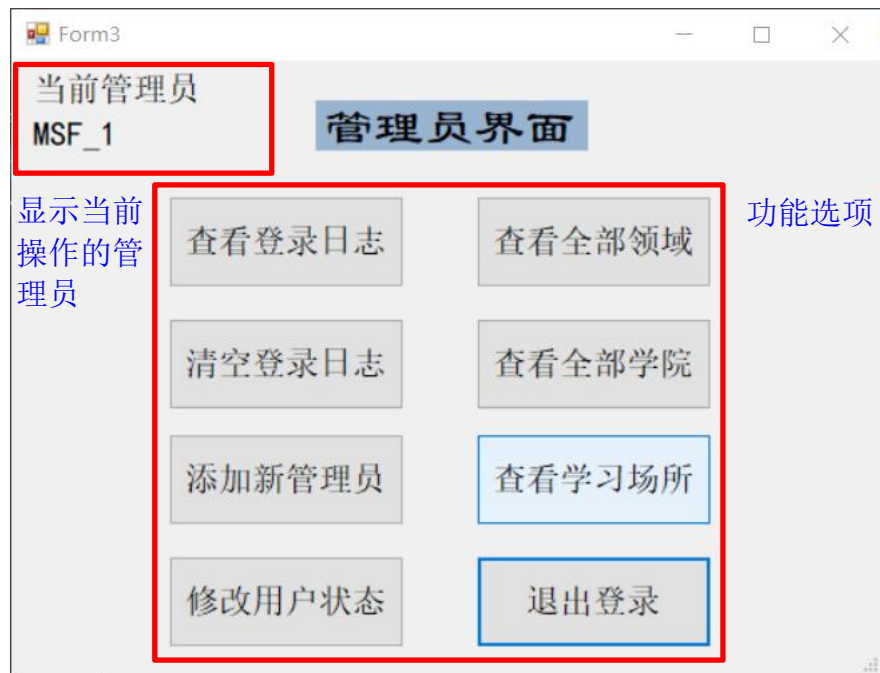 Form3
当前管理员
MSF_1
管理员界面
显示当前
操作的管
理员
功能选项
查看登录日志
查看全部领域
清空登录日志
查看全部学院
添加新管理员
查看学习场所
修改用户状态
退出登录